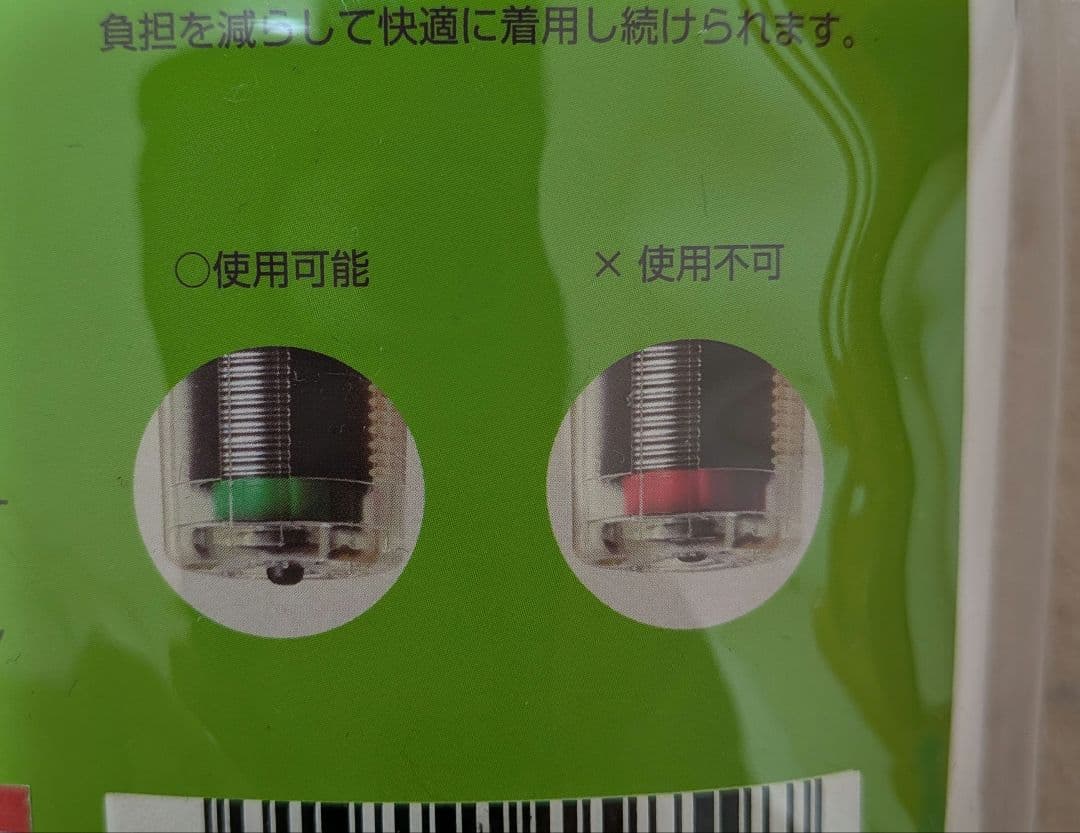 負担を減らして快適に着用し続けられます。
○使用可能
× 使用不可